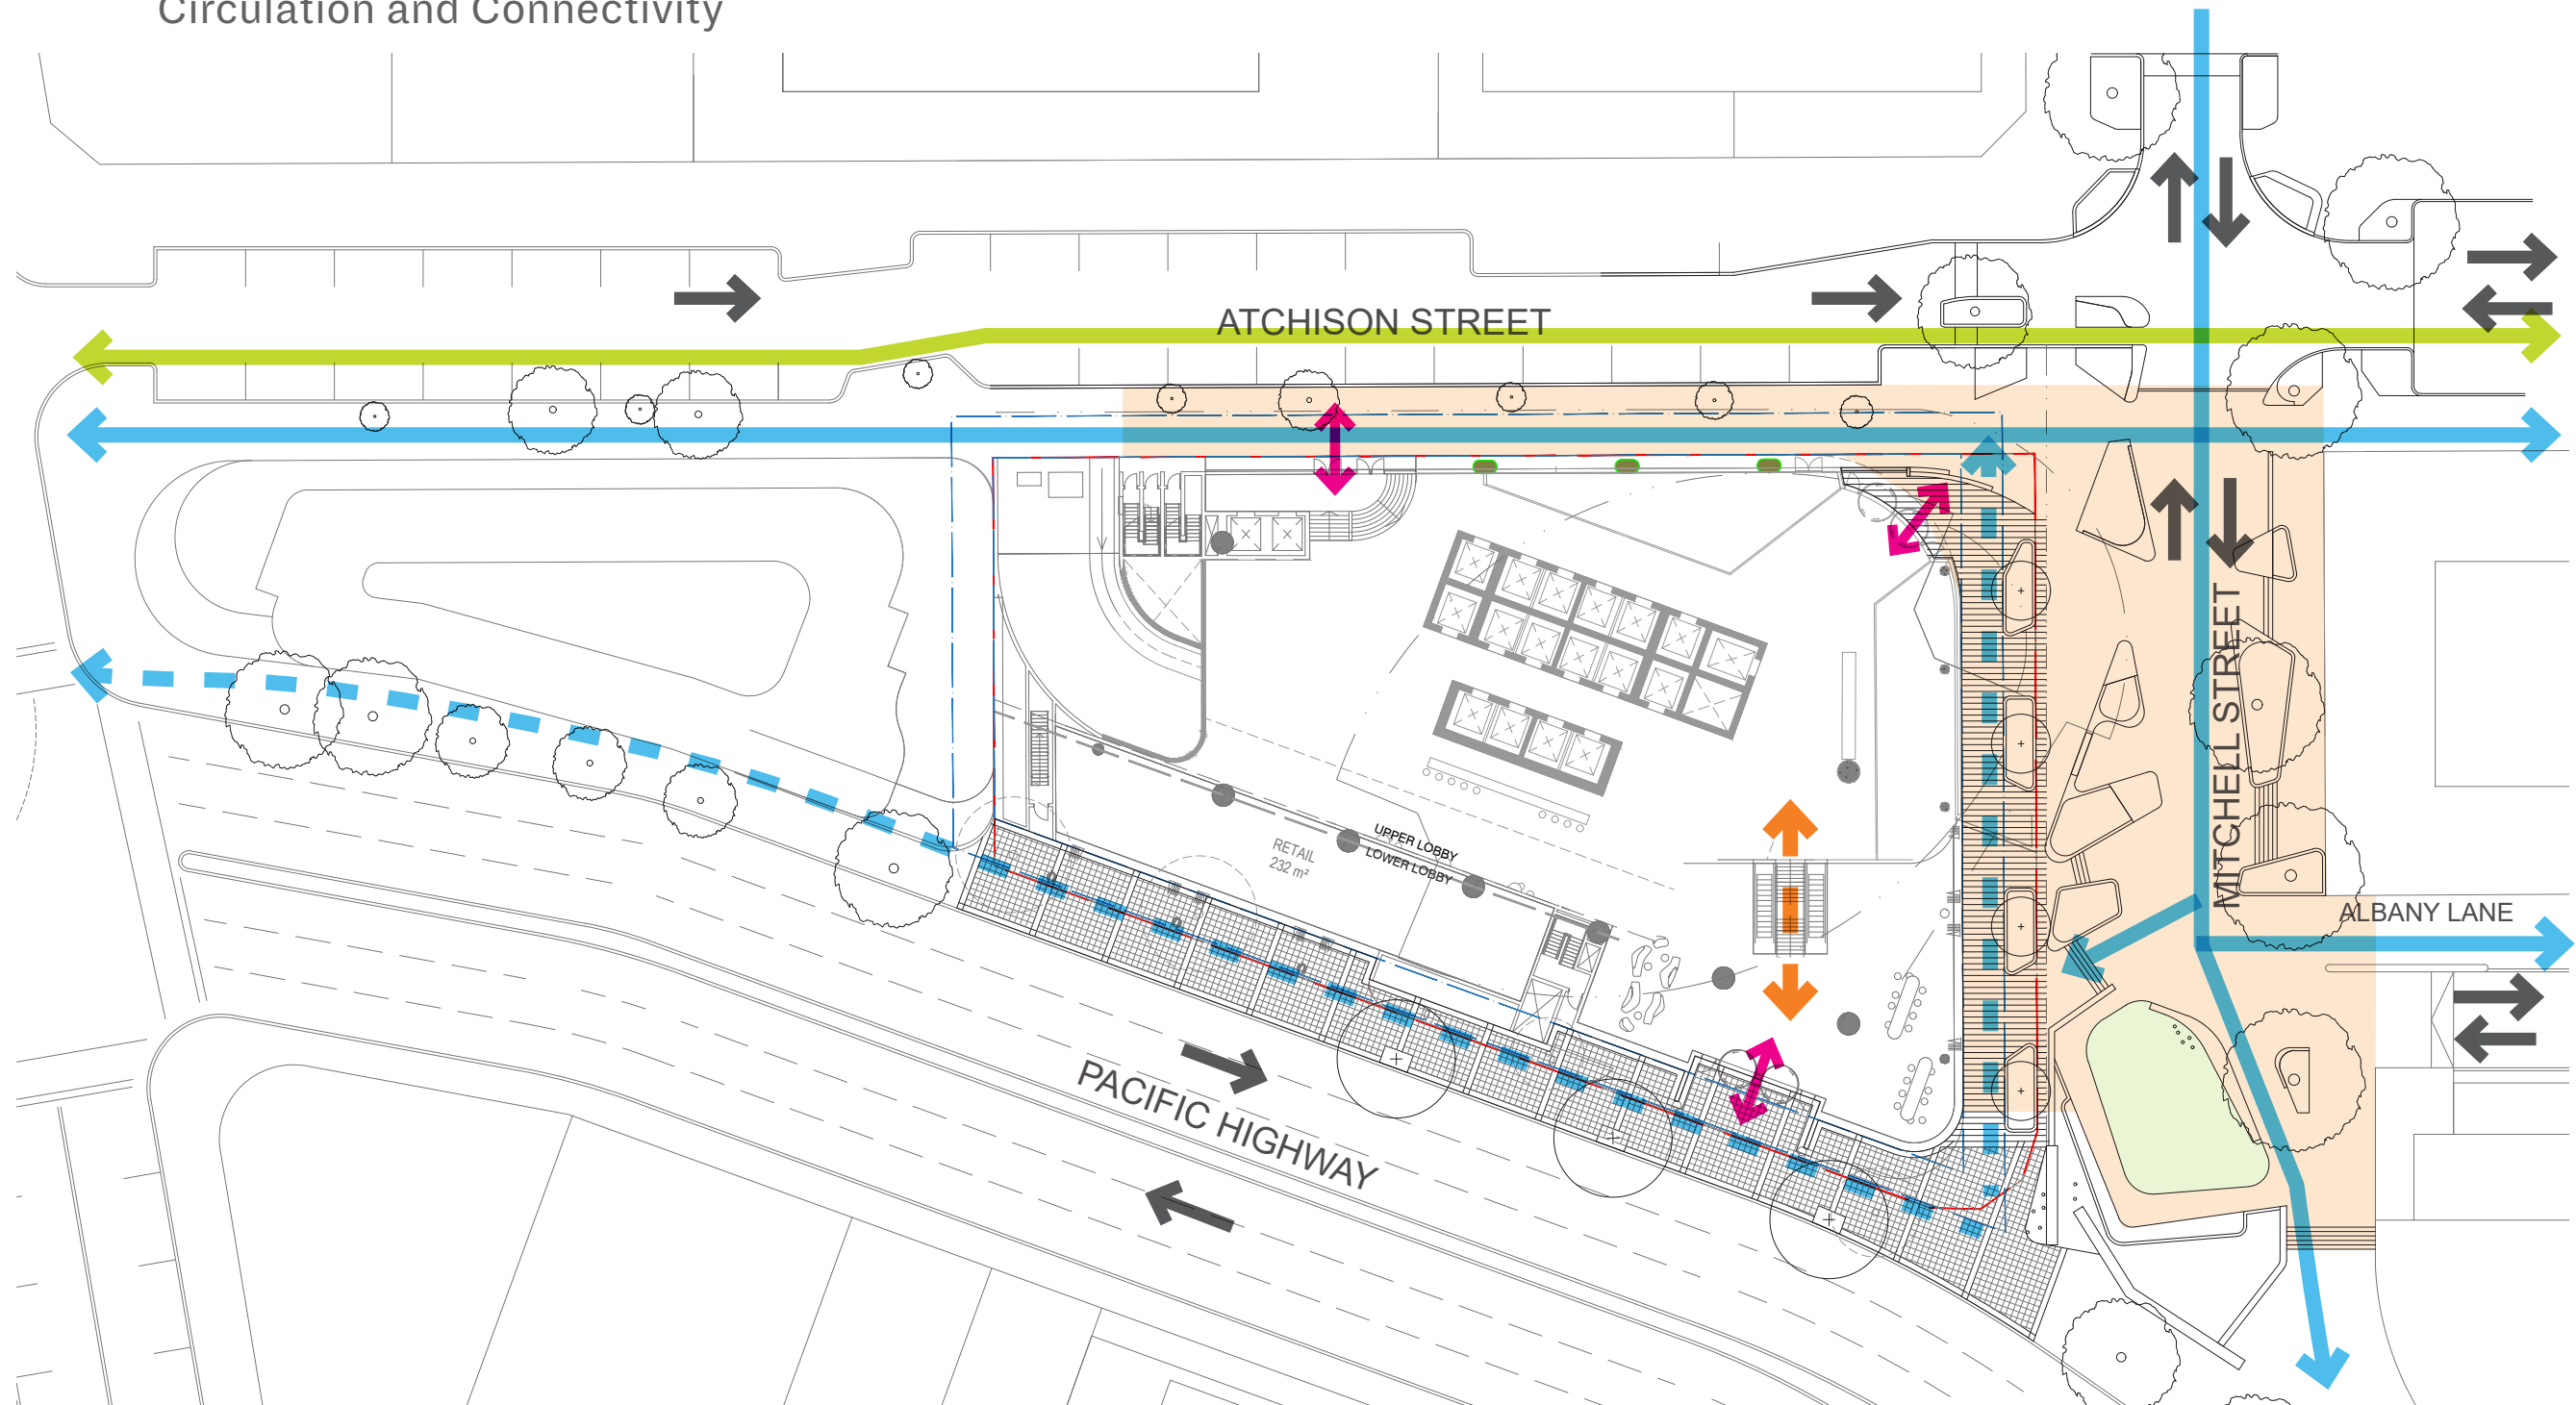 Circulation and Connectivity
ATCHISON STREET
MITCHELL STREET
UPPER LOBBY
LOWER LOBBY
RETAIL
232 m²
ALBANY LANE
PACIFIC HIGHWAY